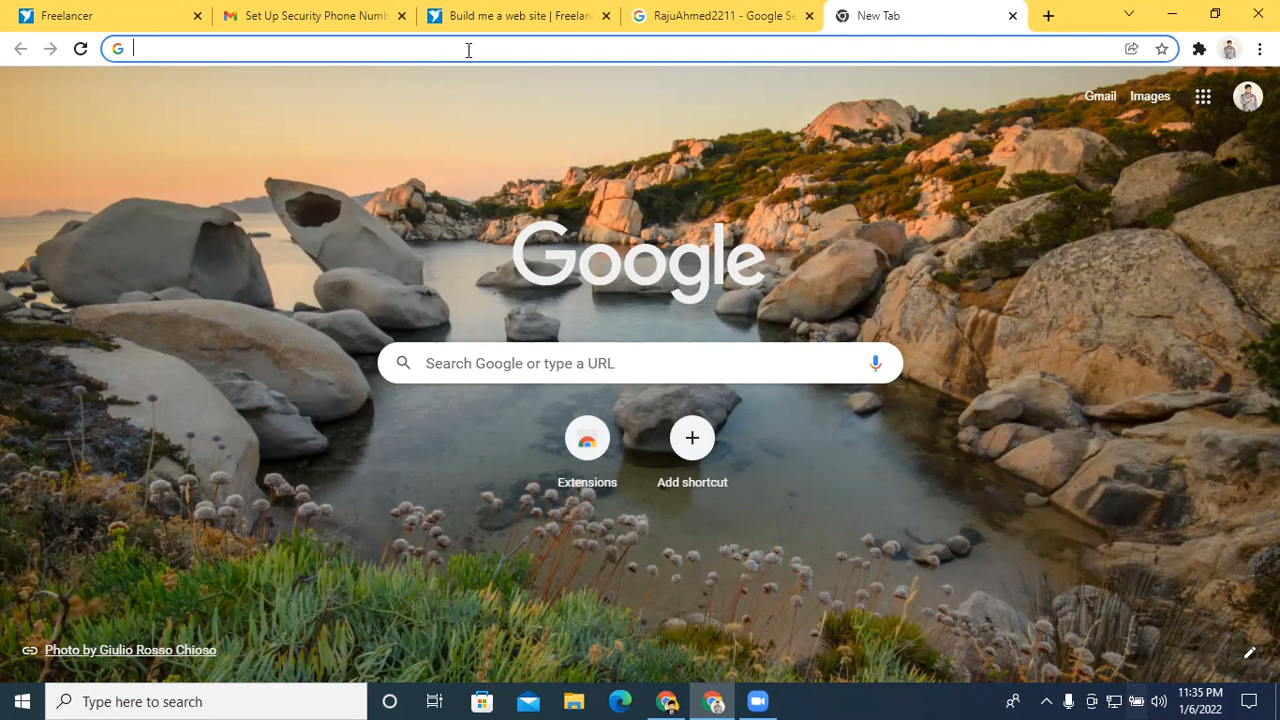 Freelancer
Set Up Security Phone Numb
Build me a web site | Freelan
RajuAhmed2211 - Google Se
New Tab
Gmail Images
Google
Search Google or type a URL
Extensions
Add shortcut
Photo by Giulio Rosso Chioso
Type here to search
11:35 PM
1/6/2022